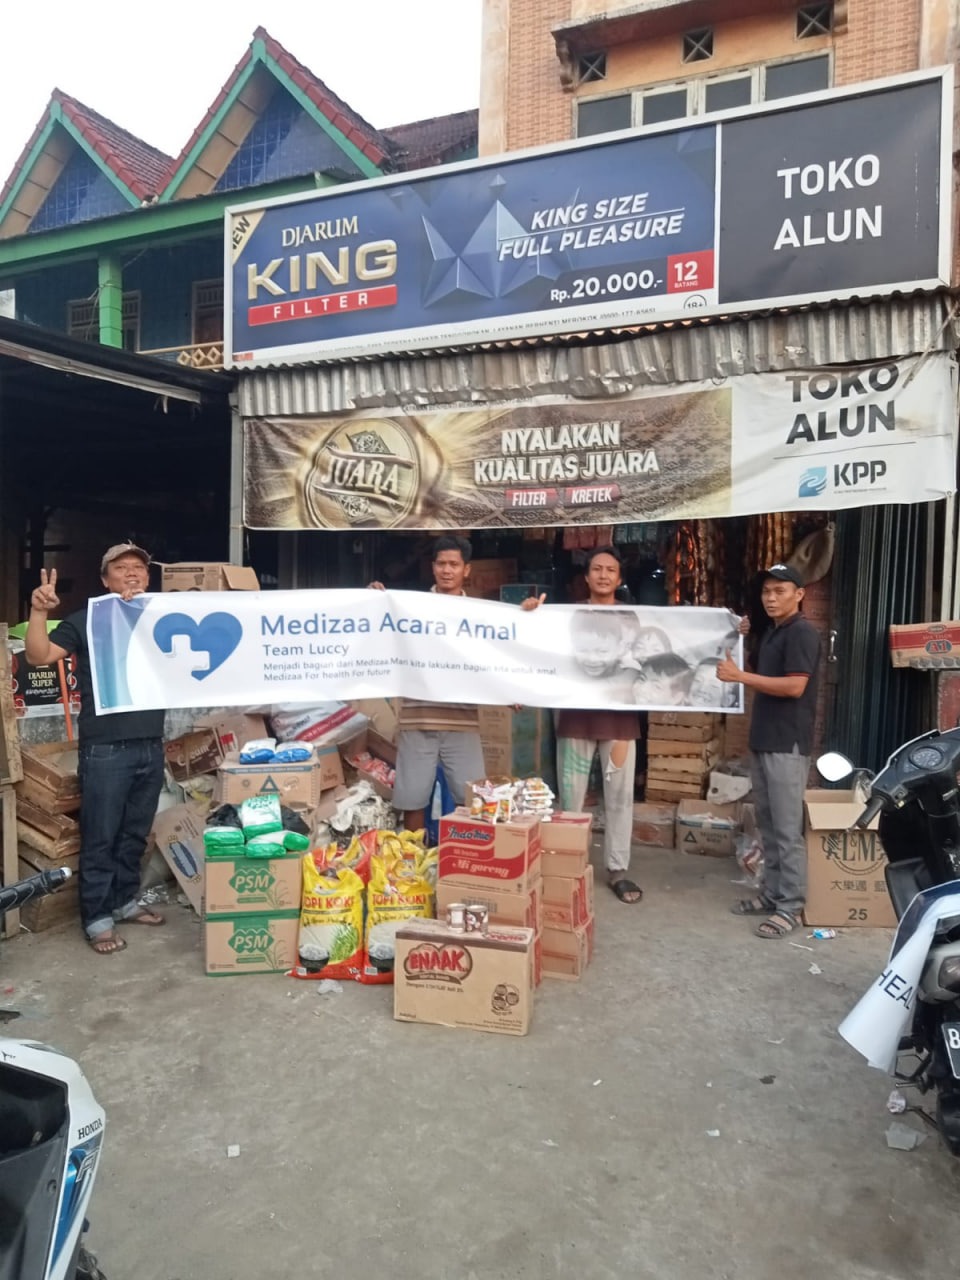 NEW
DJARUM
KING
FILTER
KING SIZE
FULL PLEASURE
Rp.20.000,-
12
BATANG
18+
TOKO
ALUN
JUARA
NYALAKAN
KUALITAS JUARA
FILTER KRETEK
TOKO
ALUN
KPP
Medizaa Acara Amal
Team Luccy
Menjadi bagian dari Medizaa.Mari kita lakukan bagian kita untuk amal
Medizaa For health For future
DJARUM
SUPER
PSM
PSM
TOPI KOKI
TOPI KOKI
Indomie
Mi goreng
ENAAK
ALM
25
HEAL
HONDA